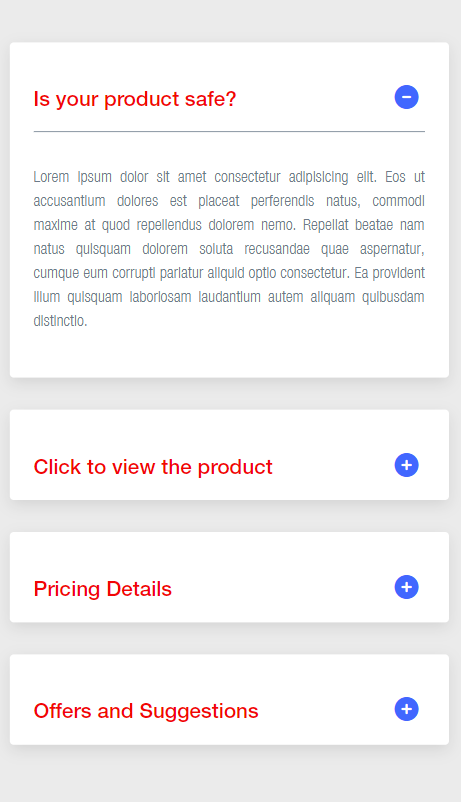 Is your product safe?
Lorem ipsum dolor sit amet consectetur adipisicing elit. Eos ut
accusantium dolores est placeat perferendis natus, commodi
maxime at quod repellendus dolorem nemo. Repellat beatae nam
natus quisquam dolorem soluta recusandae quae aspernatur,
cumque eum corrupti pariatur aliquid optio consectetur. Ea provident
illum quisquam laboriosam laudantium autem aliquam quibusdam
distinctio.
Click to view the product
Pricing Details
Offers and Suggestions